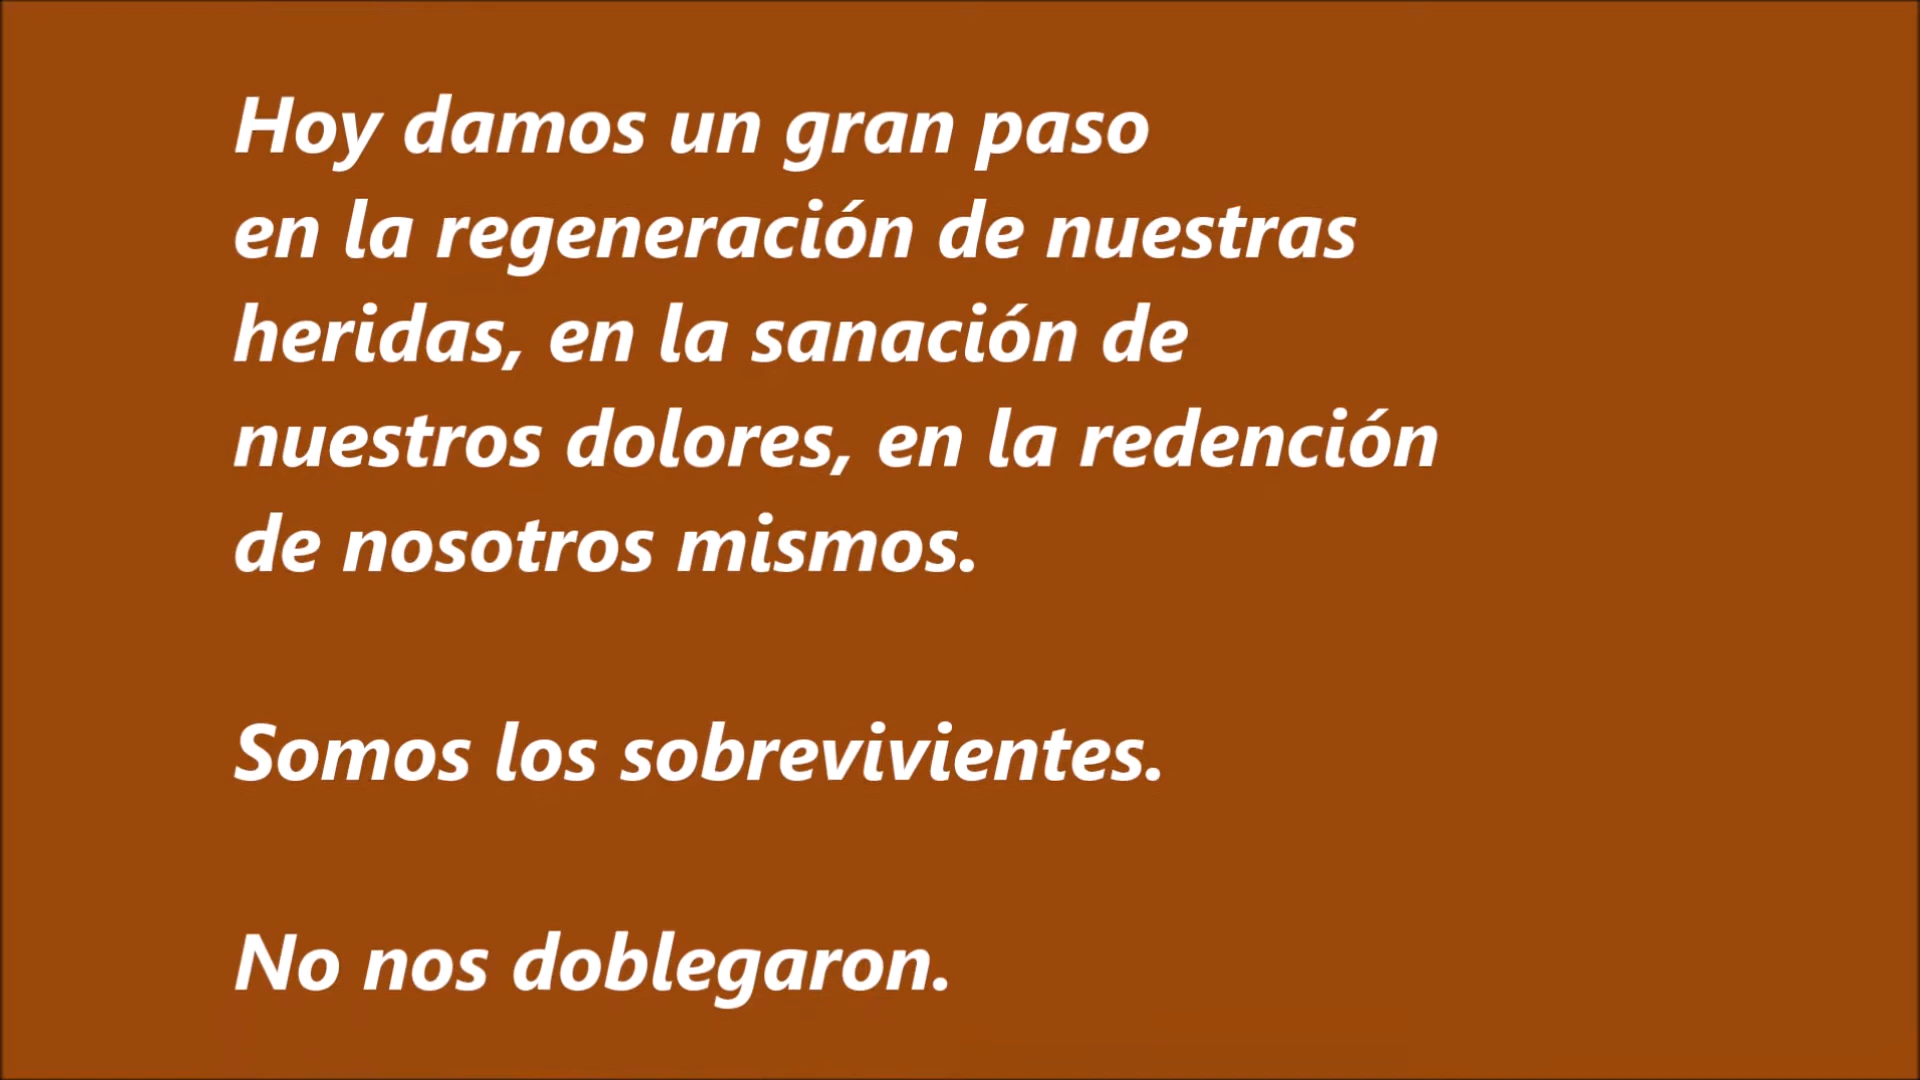 Hoy damos un gran paso
en la regeneración de nuestras
heridas, en la sanación de
nuestros dolores, en la redención
de nosotros mismos.
Somos los sobrevivientes.
No nos doblegaron.